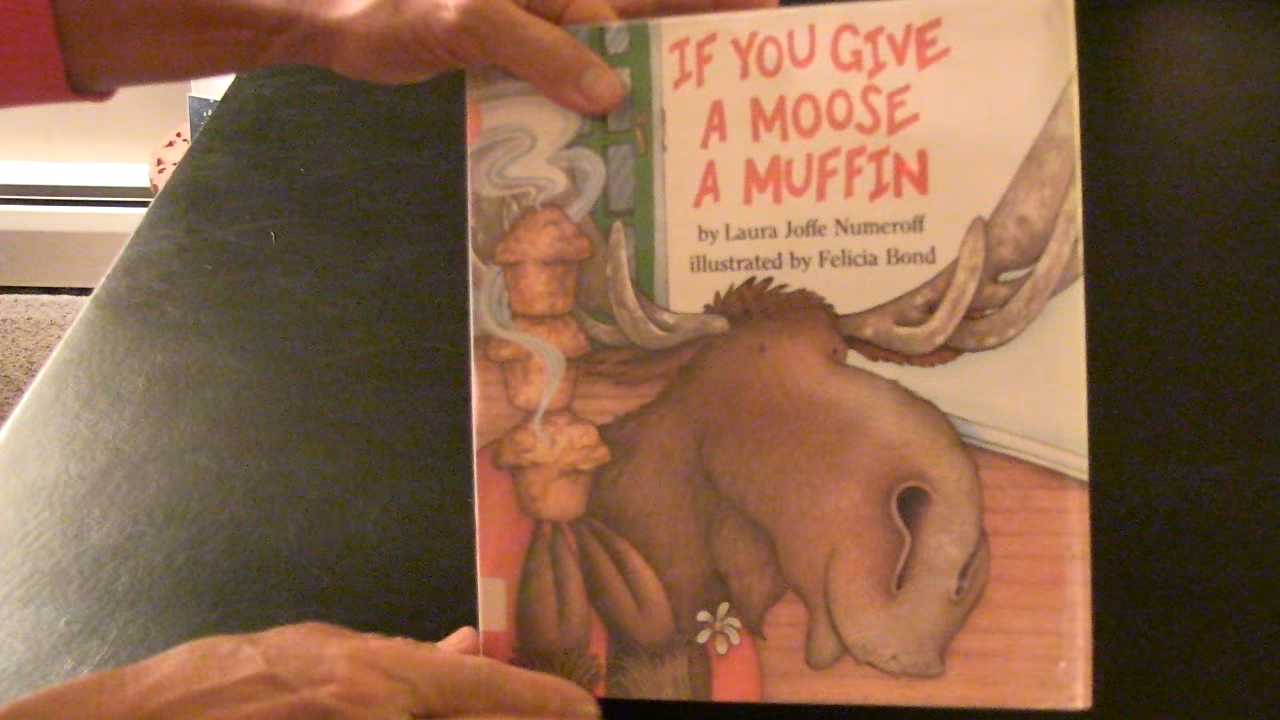 IF YOU GIVE
A MOOSE
A MUFFIN
by Laura Joffe Numeroff
illustrated by Felicia Bond